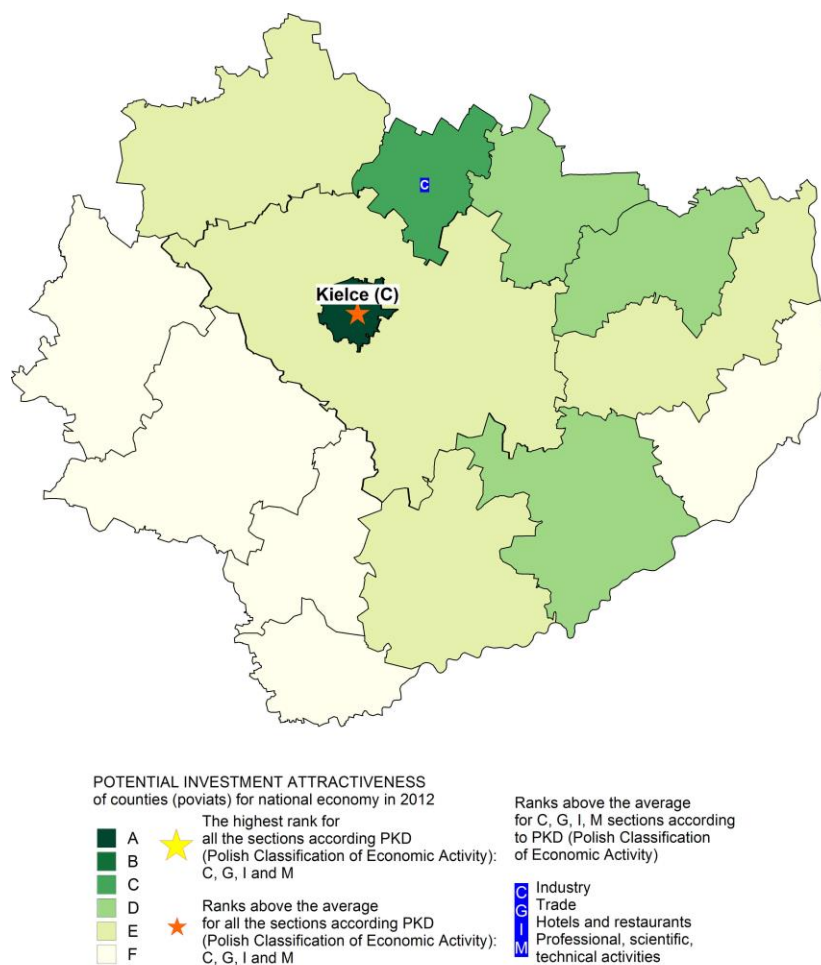 C
Kielce (C)
POTENTIAL INVESTMENT ATTRACTIVENESS
of counties (poviats) for national economy in 2012
A
B
C
D
E
F
The highest rank for
all the sections according PKD
(Polish Classification of Economic Activity):
C, G, I and M
Ranks above the average
for all the sections according PKD
(Polish Classification of Economic Activity):
C, G, I and M
Ranks above the average
for C, G, I, M sections according
to PKD (Polish Classification
of Economic Activity)
C Industry
G Trade
I Hotels and restaurants
M Professional, scientific,
technical activities